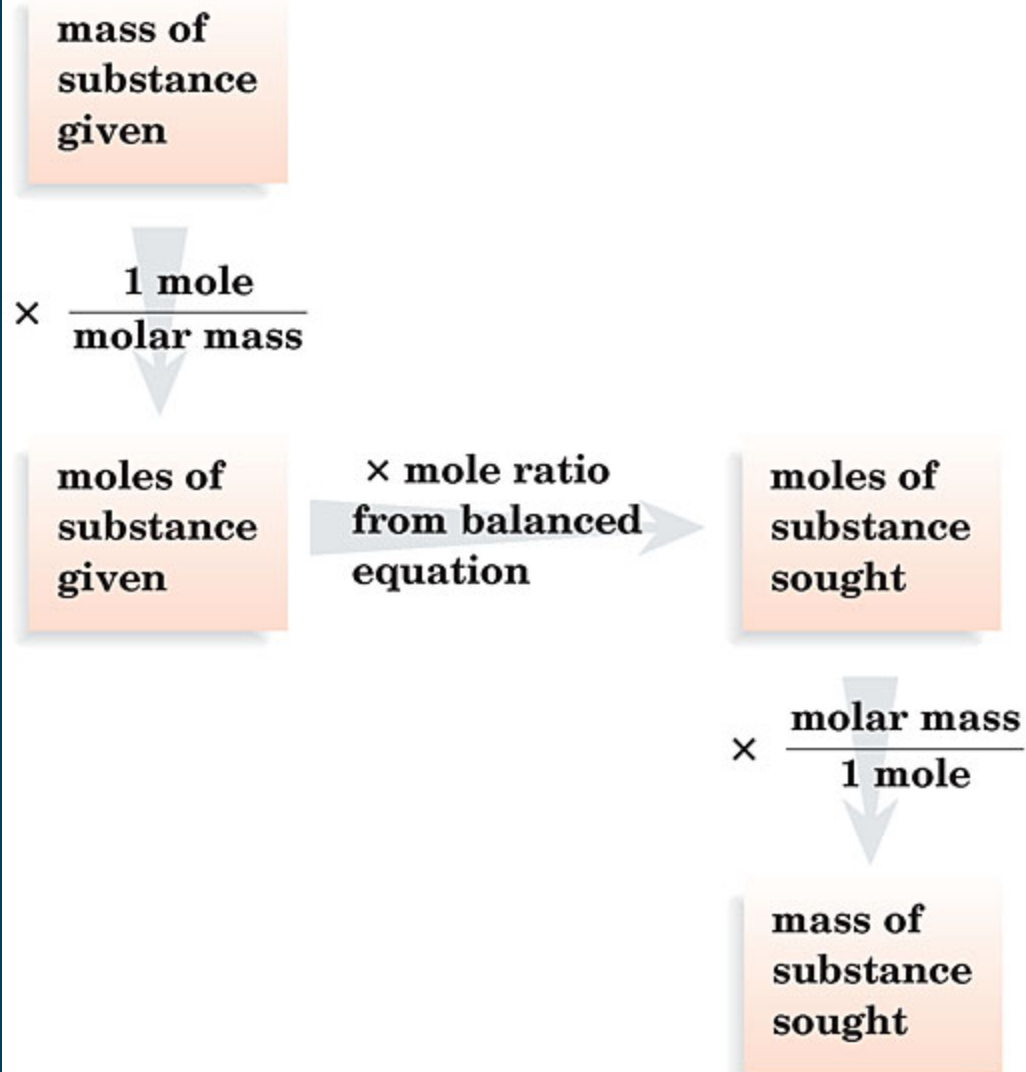 mass of
substance
given
× 1 mole
molar mass
moles of
substance
given
× mole ratio
from balanced
equation
moles of
substance
sought
× molar mass
1 mole
mass of
substance
sought